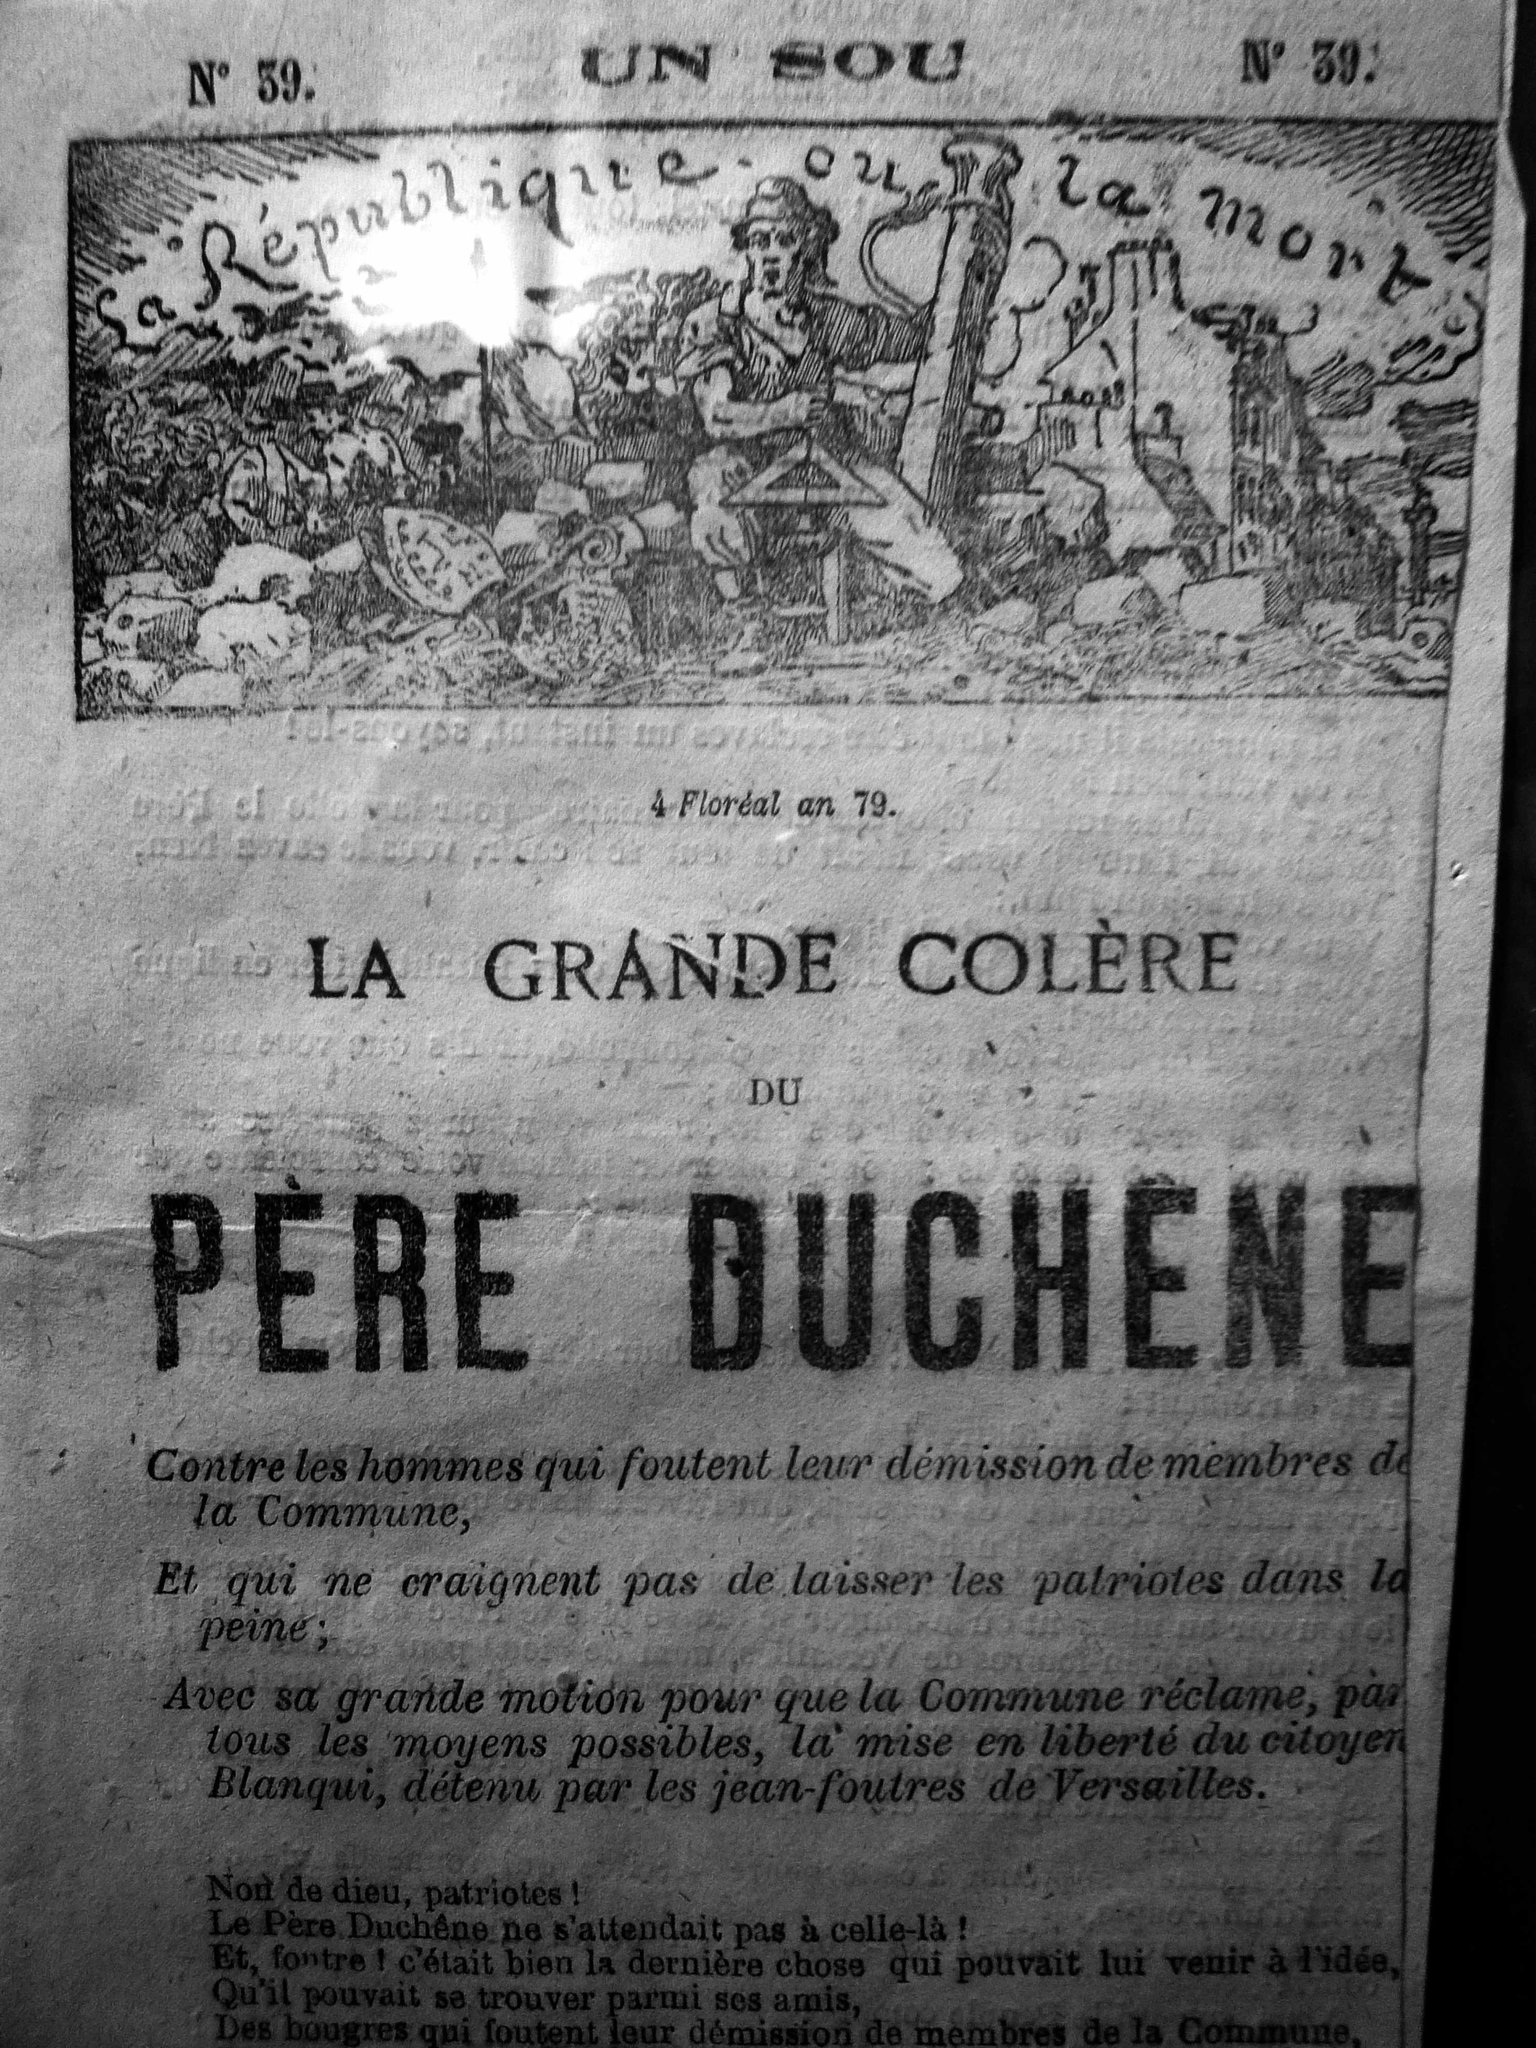 N° 39. UN SOU N° 39.
La République ou la mort
4 Floréal an 79.
LA GRANDE COLÈRE
DU
PÈRE DUCHÊNE
Contre les hommes qui foutent leur démission de membres de
la Commune,
Et qui ne craignent pas de laisser les patriotes dans la
peine ;
Avec sa grande motion pour que la Commune réclame, par
tous les moyens possibles, la mise en liberté du citoyen
Blanqui, détenu par les jean-foutres de Versailles.
Non de dieu, patriotes !
Le Père Duchêne ne s'attendait pas à celle-là !
Et, foutre ! c'était bien la dernière chose qui pouvait lui venir à l'idée,
Qu'il pouvait se trouver parmi ses amis,
Des bougres qui foutent leur démission de membres de la Commune,